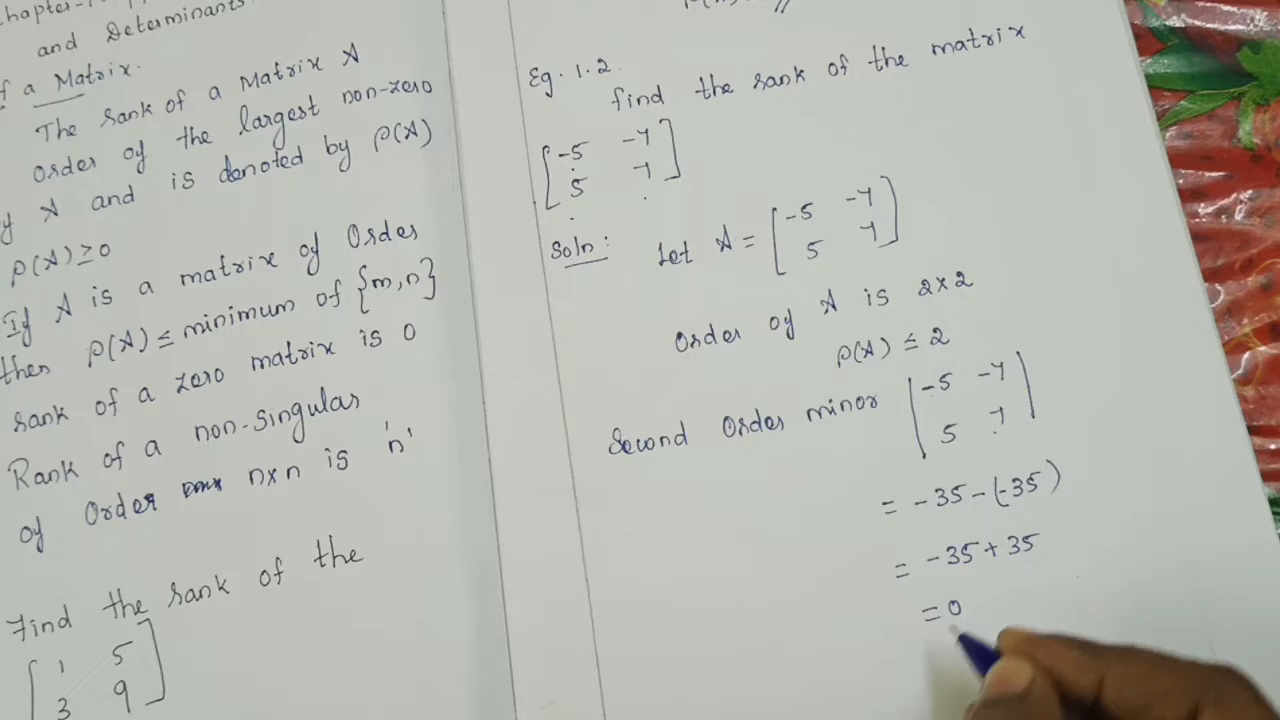 Chapter-1
and Determinants
of a Matrix.
The rank of a Matrix A
order of the largest non-zero
of A and is denoted by ρ(A)
ρ(A) ≥ 0
If A is a matrix of Order
then ρ(A) ≤ minimum of {m,n}
rank of a zero matrix is 0
Rank of a non-singular
of Order n×n is 'n'
Find the rank of the
[1 5
3 9]
Eg. 1.2.
find the rank of the matrix
[-5 -7
5 7]
Soln: Let A = [-5 -7
5 7]
Order of A is 2×2
ρ(A) ≤ 2
Second Order minor |-5 -7|
|5 7|
= -35-(-35)
= -35+35
= 0